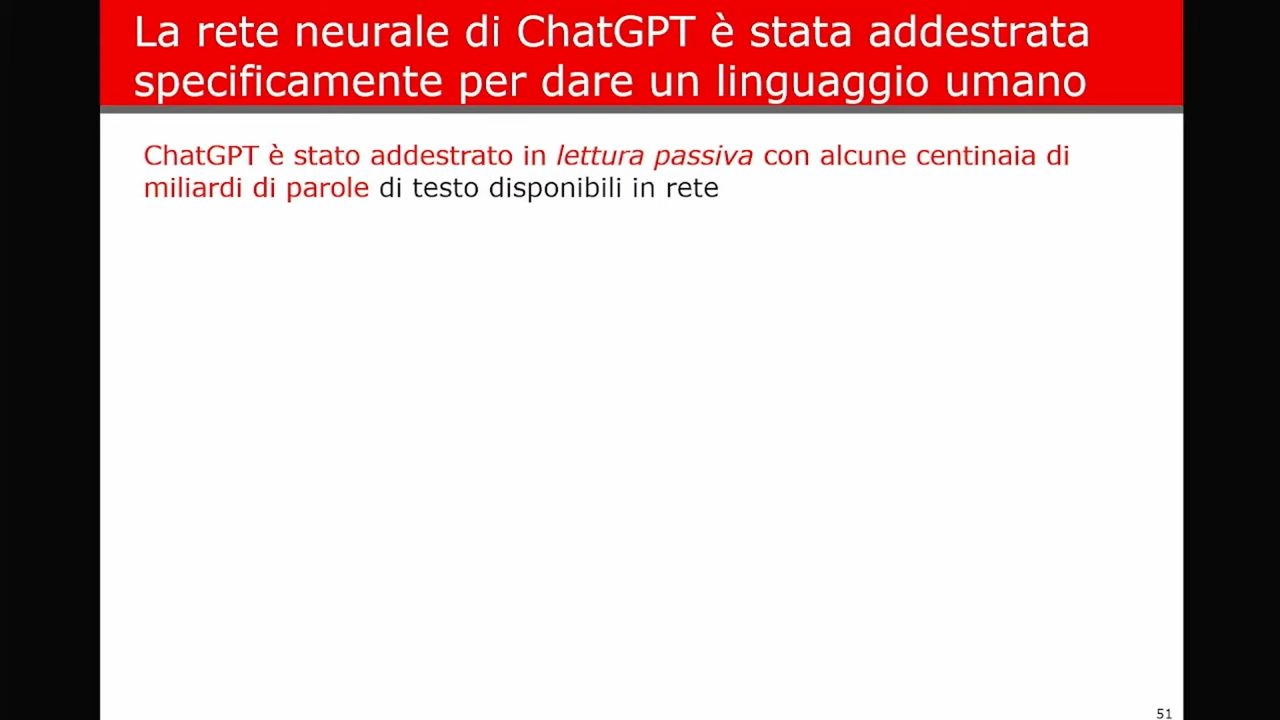 La rete neurale di ChatGPT è stata addestrata
specificamente per dare un linguaggio umano
ChatGPT è stato addestrato in lettura passiva con alcune centinaia di
miliardi di parole di testo disponibili in rete
51